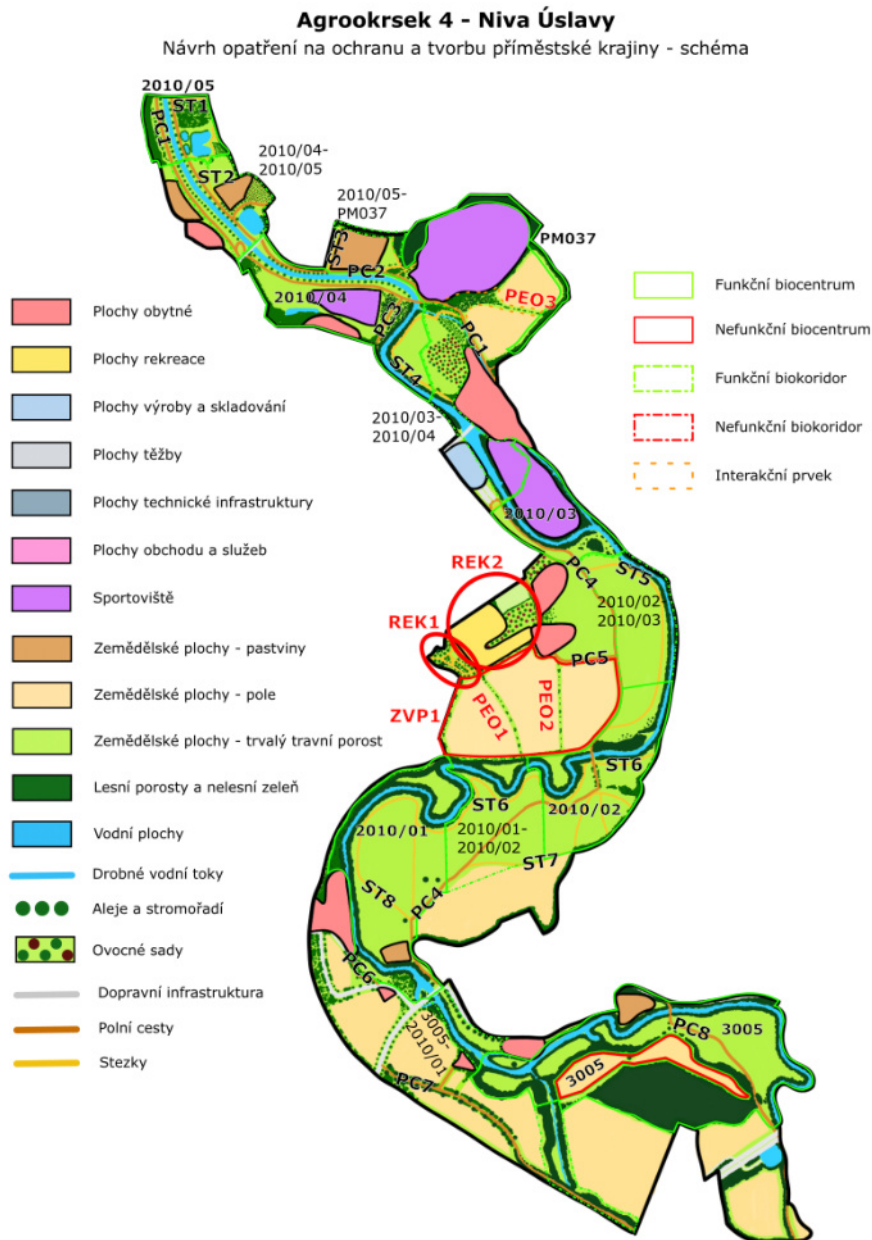 Agrookrsek 4 - Niva Úslavy
Návrh opatření na ochranu a tvorbu příměstské krajiny - schéma
2010/05
ST1
PC1
ST2
2010/04-
2010/05
2010/05-
PM037
ST3
PC2
PM037
PEO3
2010/04
PC3
PC1
ST4
2010/03-
2010/04
2010/03
REK2
PC4
ST5
2010/02-
2010/03
REK1
PC5
PEO1
PEO2
ZVP1
ST6
ST6
2010/02
2010/01
2010/01-
2010/02
ST7
ST8
PC4
PC6
3005-
2010/01
PC7
PC8
3005
3005
Plochy obytné
Plochy rekreace
Plochy výroby a skladování
Plochy těžby
Plochy technické infrastruktury
Plochy obchodu a služeb
Sportoviště
Zemědělské plochy - pastviny
Zemědělské plochy - pole
Zemědělské plochy - trvalý travní porost
Lesní porosty a nelesní zeleň
Vodní plochy
Drobné vodní toky
Aleje a stromořadí
Ovocné sady
Dopravní infrastruktura
Polní cesty
Stezky
Funkční biocentrum
Nefunkční biocentrum
Funkční biokoridor
Nefunkční biokoridor
Interakční prvek